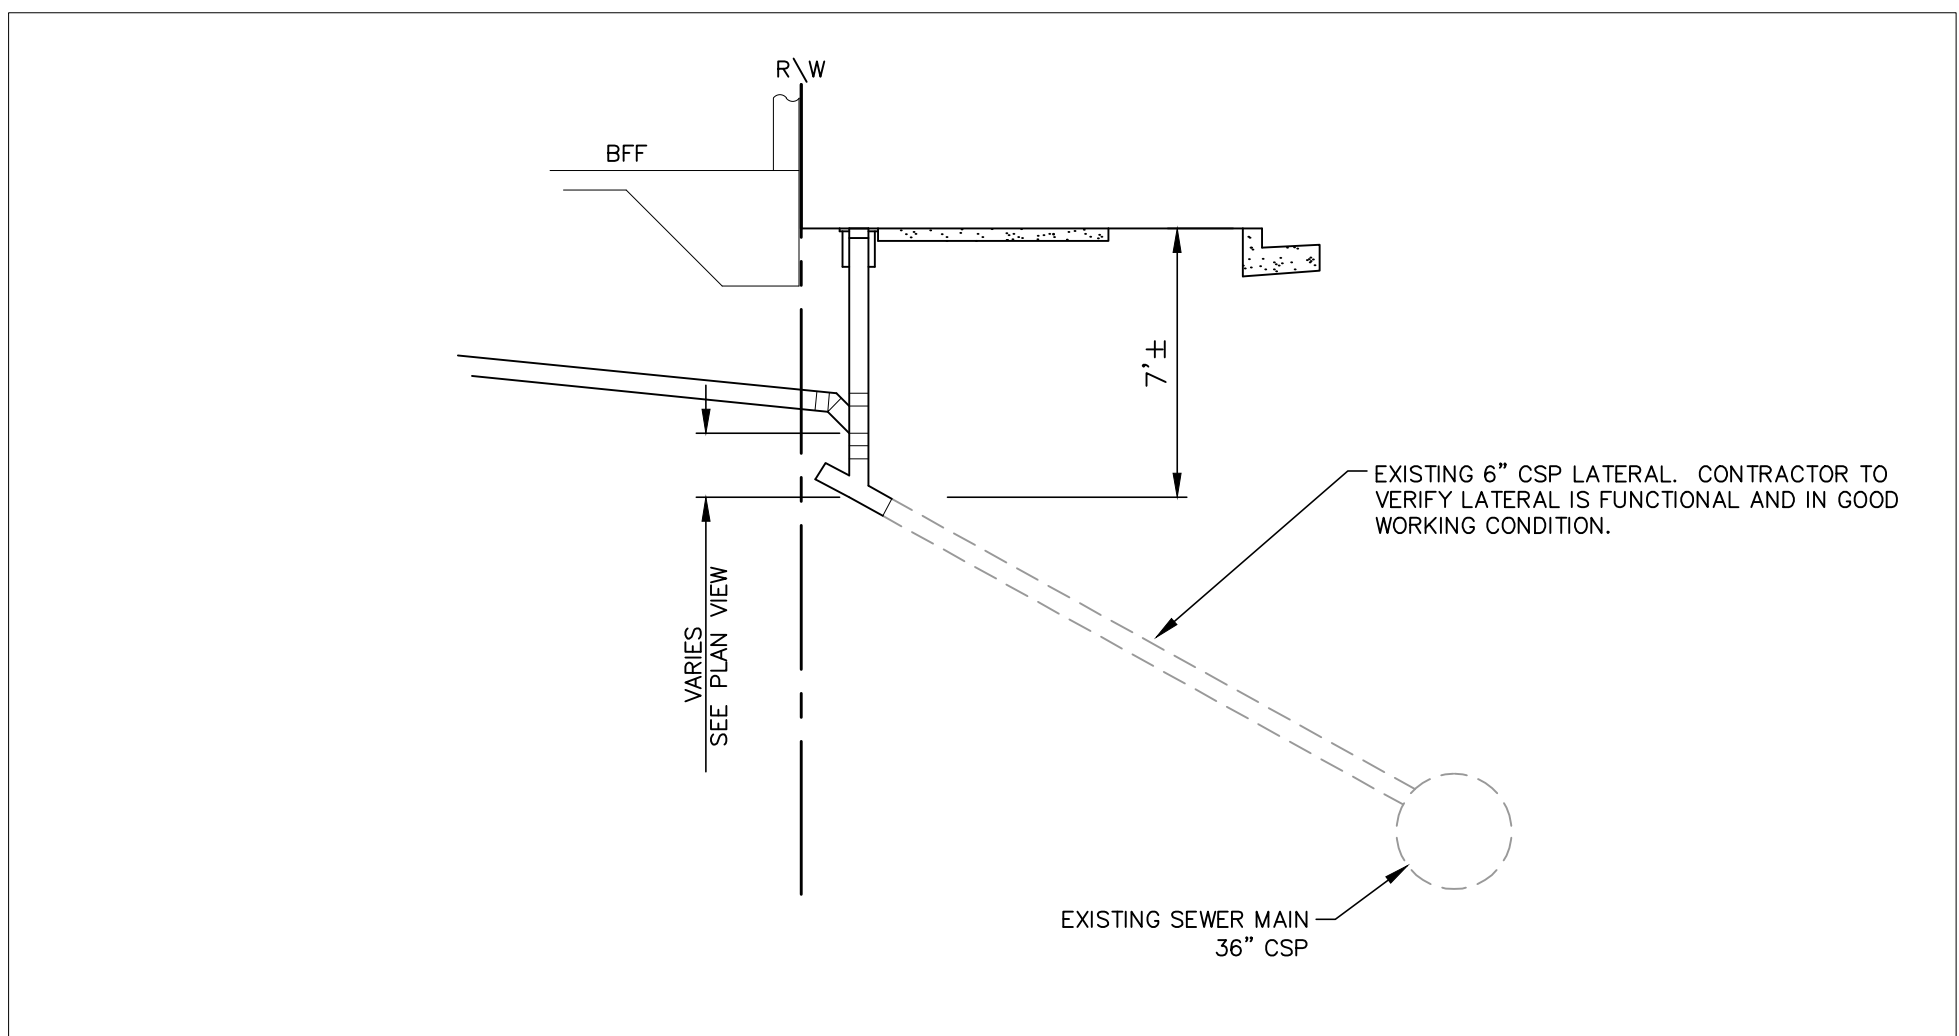 R\W
BFF
7'±
EXISTING 6” CSP LATERAL. CONTRACTOR TO
VERIFY LATERAL IS FUNCTIONAL AND IN GOOD
WORKING CONDITION.
VARIES
SEE PLAN VIEW
EXISTING SEWER MAIN
36” CSP